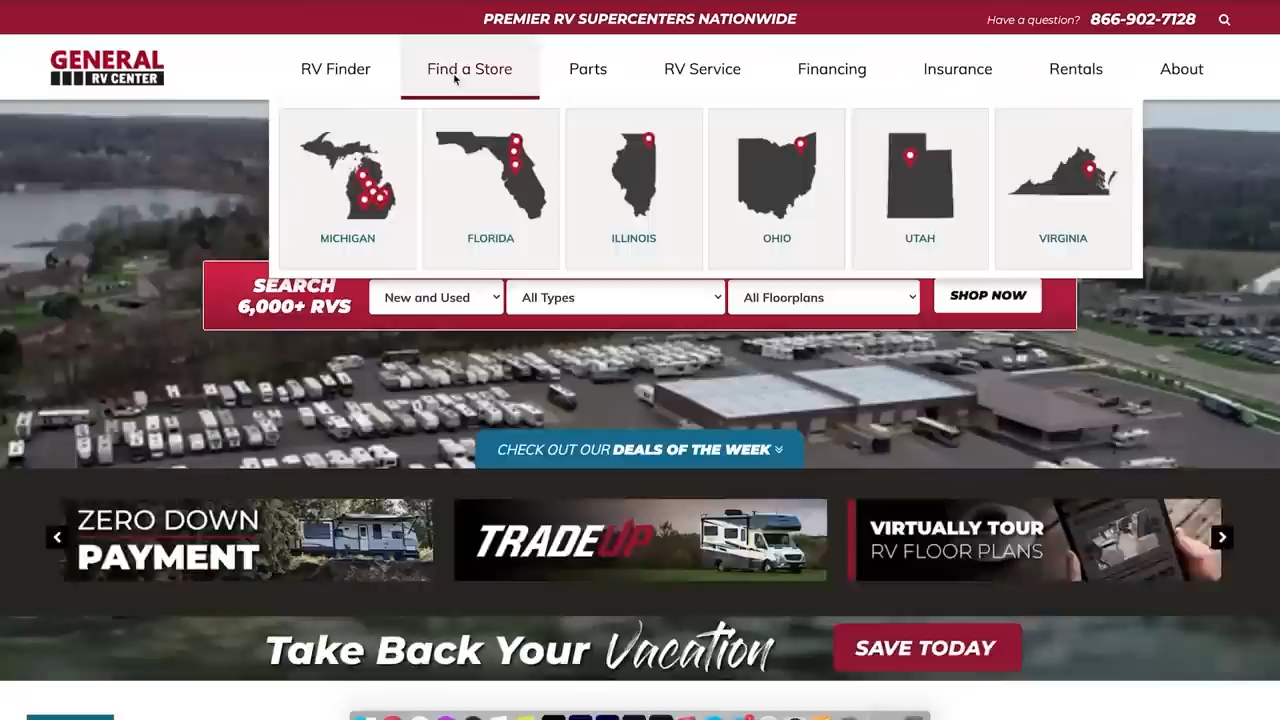 PREMIER RV SUPERCENTERS NATIONWIDE
Have a question? 866-902-7128
GENERAL
RV CENTER
RV Finder
Find a Store
Parts
RV Service
Financing
Insurance
Rentals
About
MICHIGAN
FLORIDA
ILLINOIS
OHIO
UTAH
VIRGINIA
SEARCH
6,000+ RVS
New and Used
All Types
All Floorplans
SHOP NOW
CHECK OUT OUR DEALS OF THE WEEK
ZERO DOWN
PAYMENT
TRADEUP
VIRTUALLY TOUR
RV FLOOR PLANS
Take Back Your Vacation
SAVE TODAY